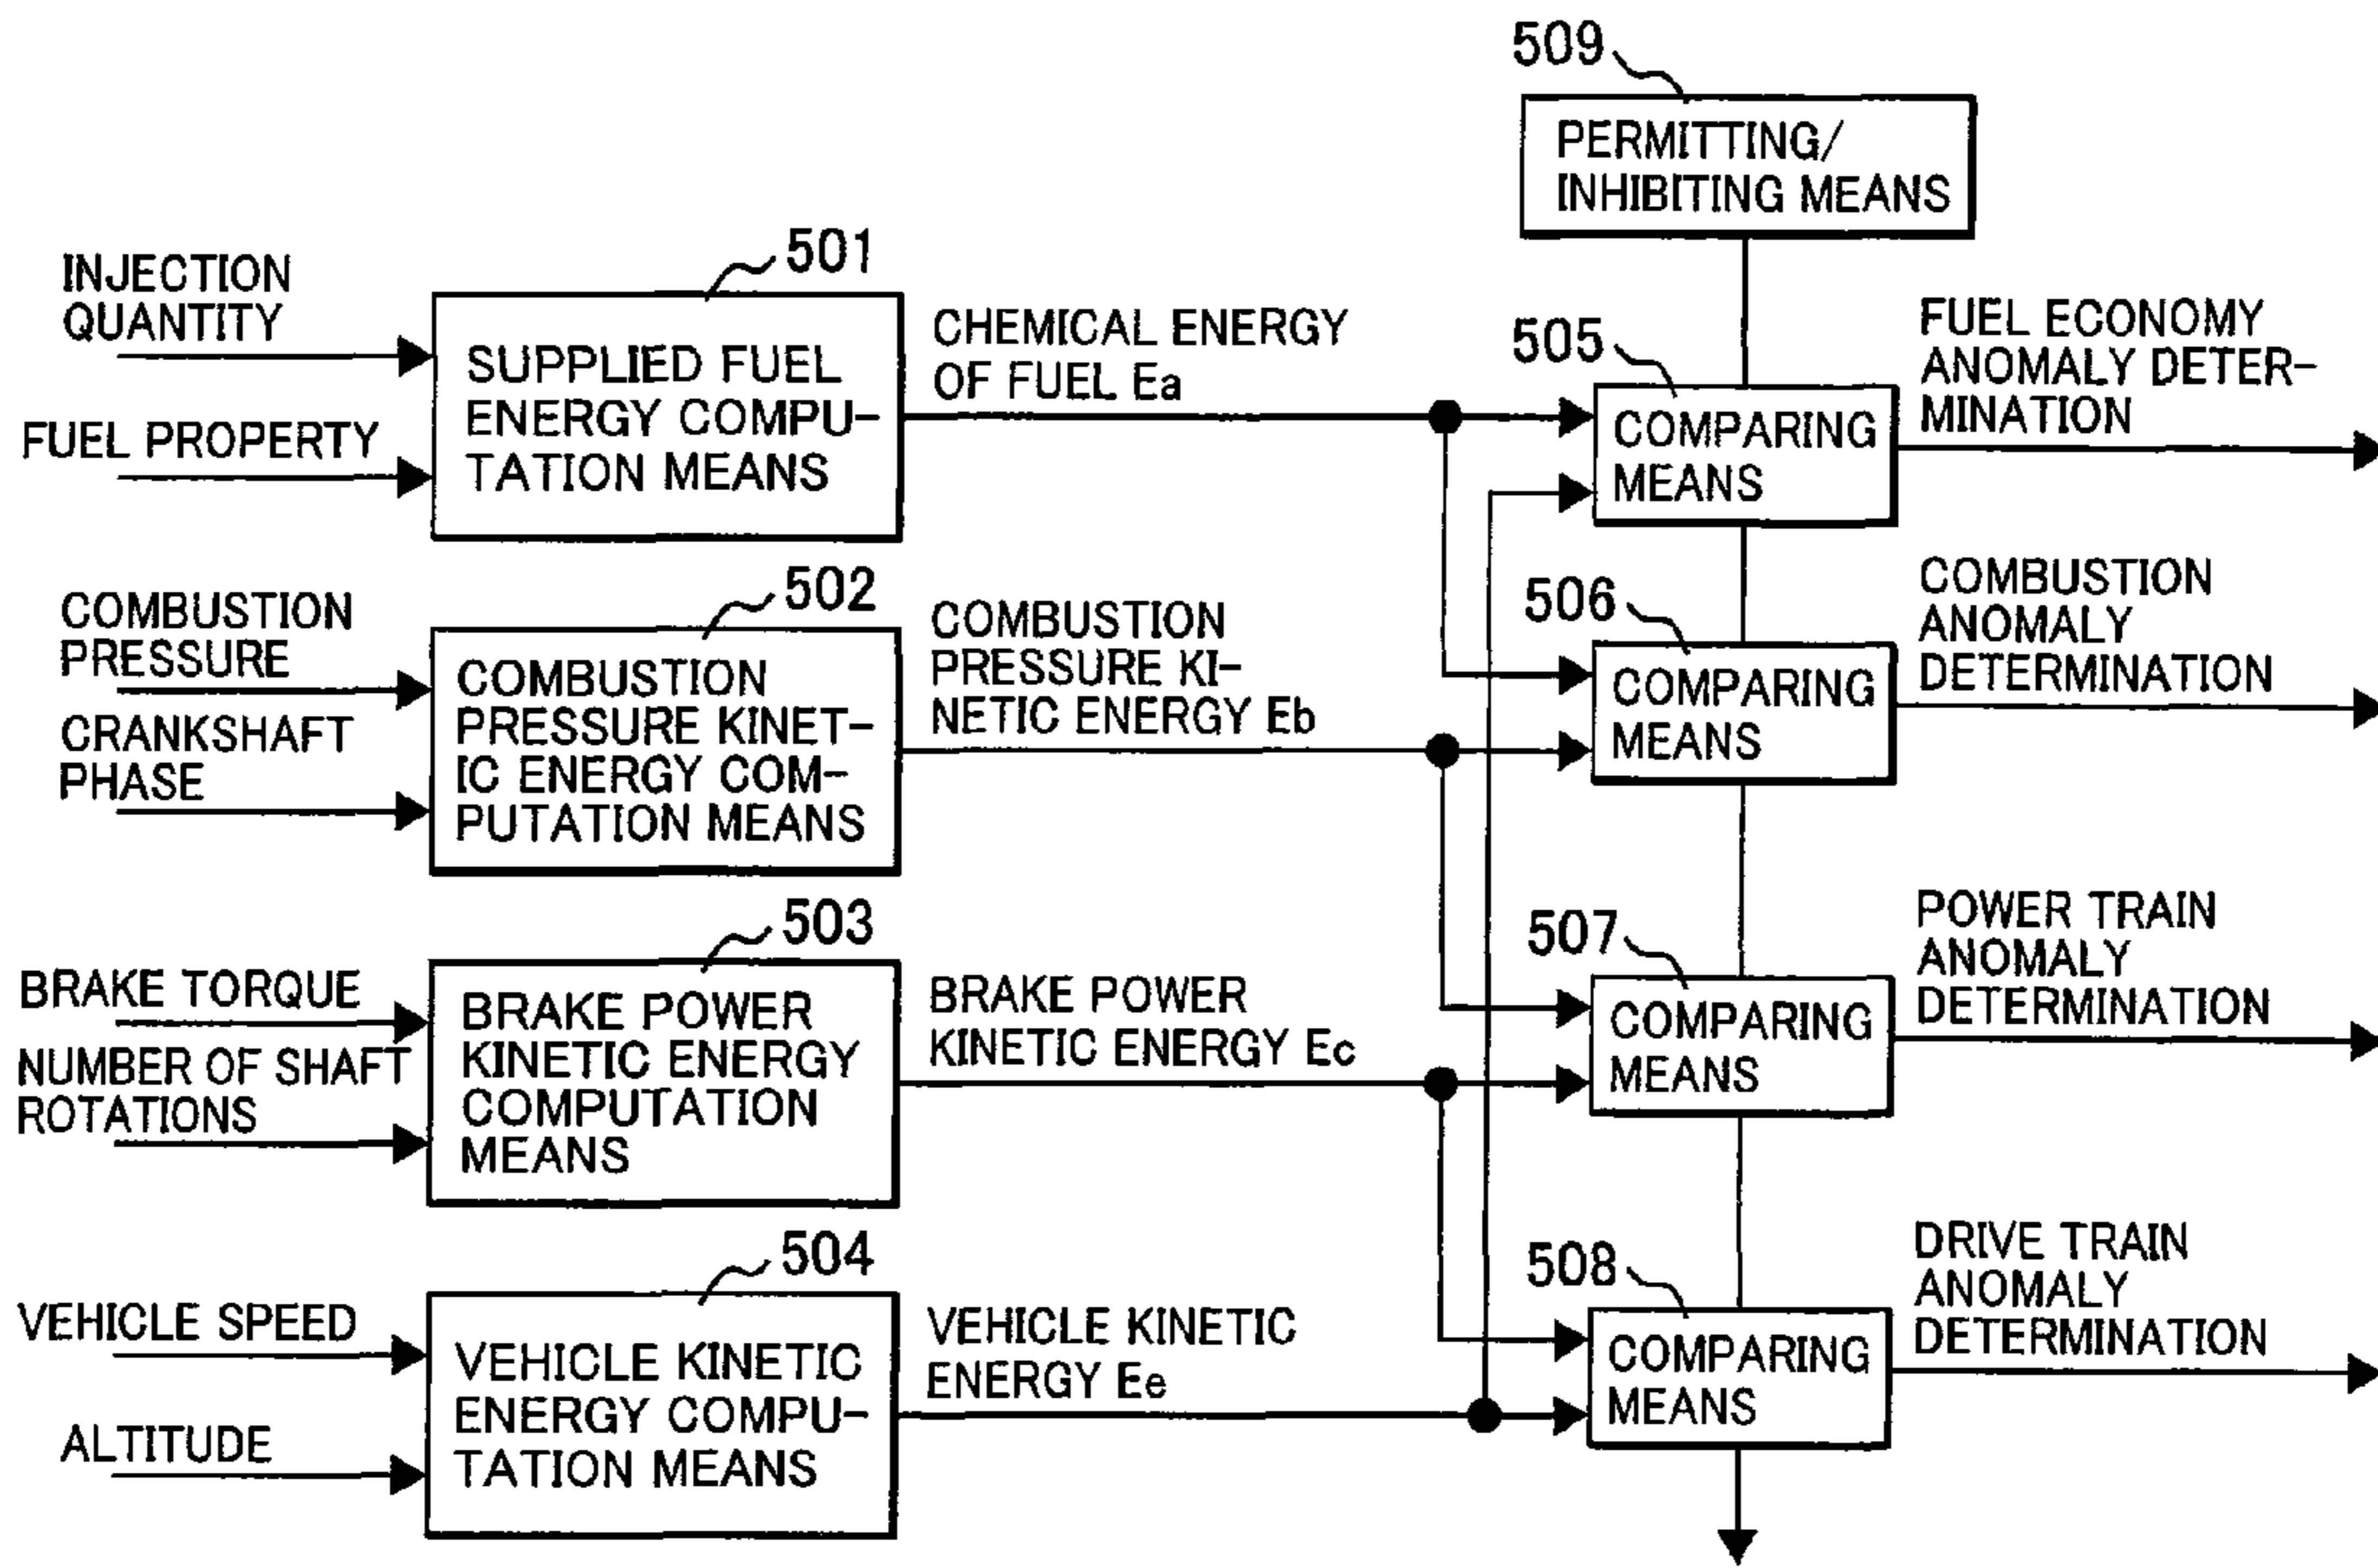 509
PERMITTING/
INHIBITING MEANS
INJECTION
QUANTITY
FUEL PROPERTY
501
SUPPLIED FUEL
ENERGY COMPU-
TATION MEANS
CHEMICAL ENERGY
OF FUEL Ea
505
COMPARING
MEANS
FUEL ECONOMY
ANOMALY DETER-
MINATION
COMBUSTION
PRESSURE
CRANKSHAFT
PHASE
502
COMBUSTION
PRESSURE KINET-
IC ENERGY COM-
PUTATION MEANS
COMBUSTION
PRESSURE KI-
NETIC ENERGY Eb
506
COMPARING
MEANS
COMBUSTION
ANOMALY
DETERMINATION
BRAKE TORQUE
NUMBER OF SHAFT
ROTATIONS
503
BRAKE POWER
KINETIC ENERGY
COMPUTATION
MEANS
BRAKE POWER
KINETIC ENERGY Ec
507
COMPARING
MEANS
POWER TRAIN
ANOMALY
DETERMINATION
VEHICLE SPEED
ALTITUDE
504
VEHICLE KINETIC
ENERGY COMPU-
TATION MEANS
VEHICLE KINETIC
ENERGY Ee
508
COMPARING
MEANS
DRIVE TRAIN
ANOMALY
DETERMINATION